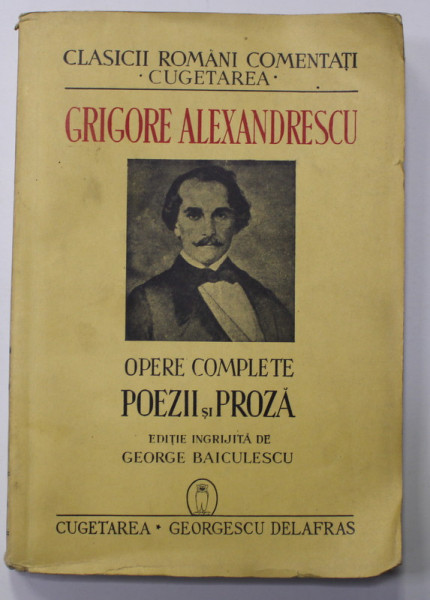 CLASICII ROMÂNI COMENTAȚI
· CUGETAREA ·
GRIGORE ALEXANDRESCU
OPERE COMPLETE
POEZII și PROZĂ
EDIȚIE INGRIJITĂ DE
GEORGE BAICULESCU
CUGETAREA · GEORGESCU DELAFRAS